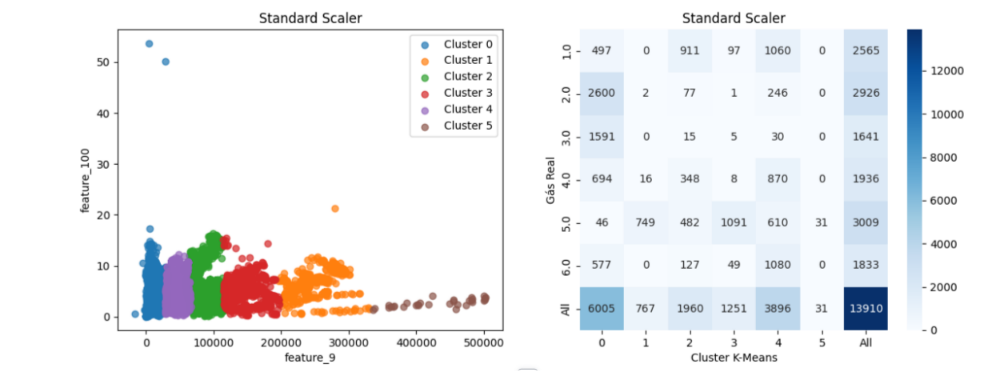 Standard Scaler
Cluster 0
Cluster 1
Cluster 2
Cluster 3
Cluster 4
Cluster 5
50
40
30
20
10
0
feature_100
0 100000 200000 300000 400000 500000
feature_9
Standard Scaler
Gás Real
1.0 497 0 911 97 1060 0 2565
2.0 2600 2 77 1 246 0 2926
3.0 1591 0 15 5 30 0 1641
4.0 694 16 348 8 870 0 1936
5.0 46 749 482 1091 610 31 3009
6.0 577 0 127 49 1080 0 1833
All 6005 767 1960 1251 3896 31 13910
0 1 2 3 4 5 All
Cluster K-Means
12000
10000
8000
6000
4000
2000
0